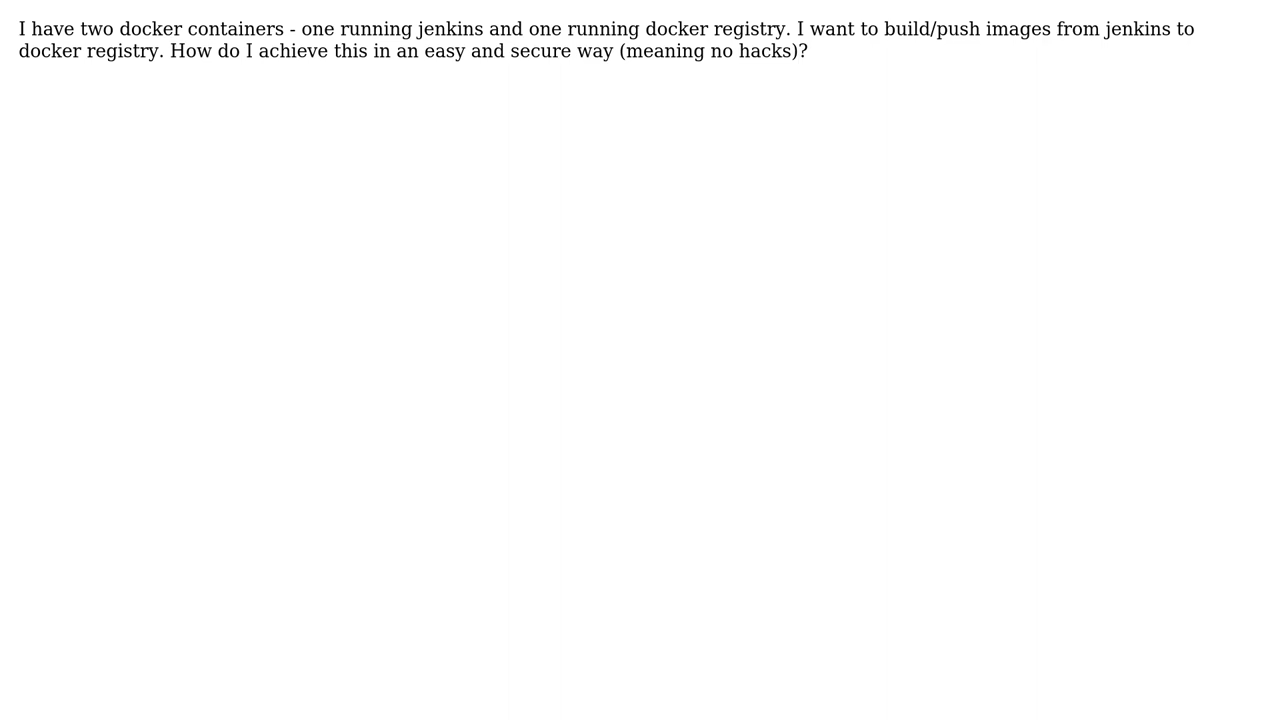 I have two docker containers - one running jenkins and one running docker registry. I want to build/push images from jenkins to
docker registry. How do I achieve this in an easy and secure way (meaning no hacks)?